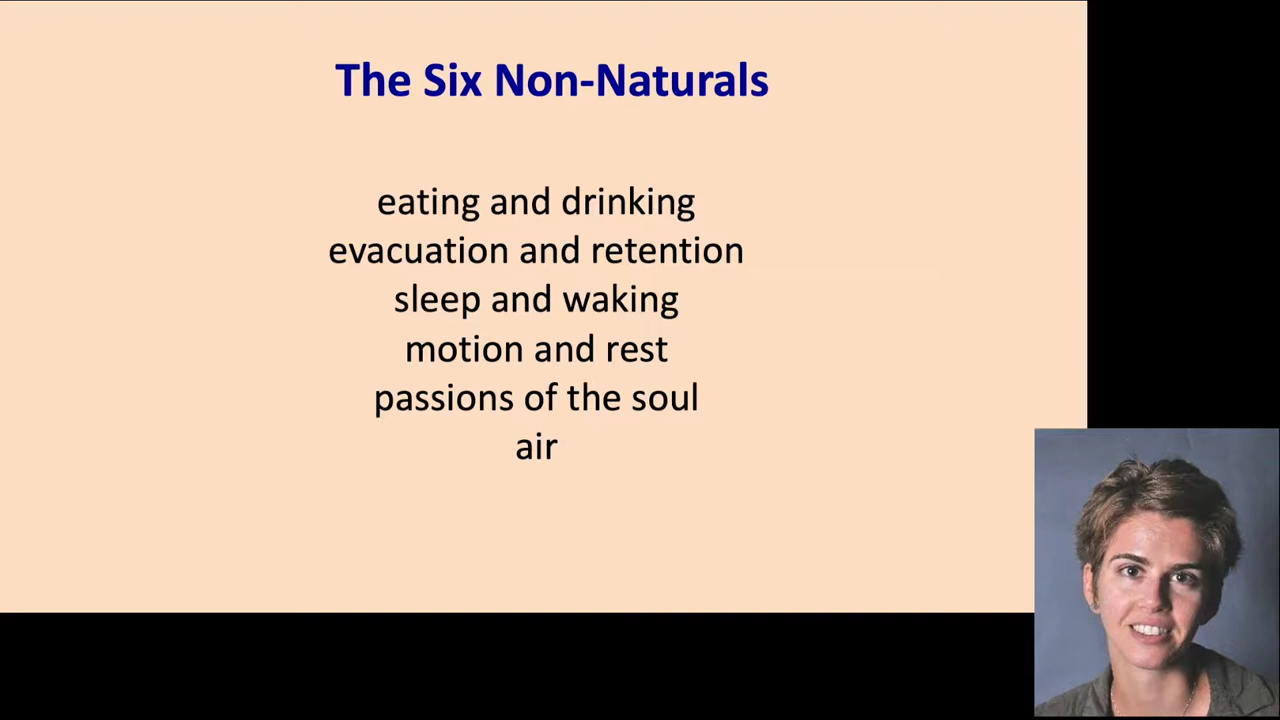 The Six Non-Naturals
eating and drinking
evacuation and retention
sleep and waking
motion and rest
passions of the soul
air